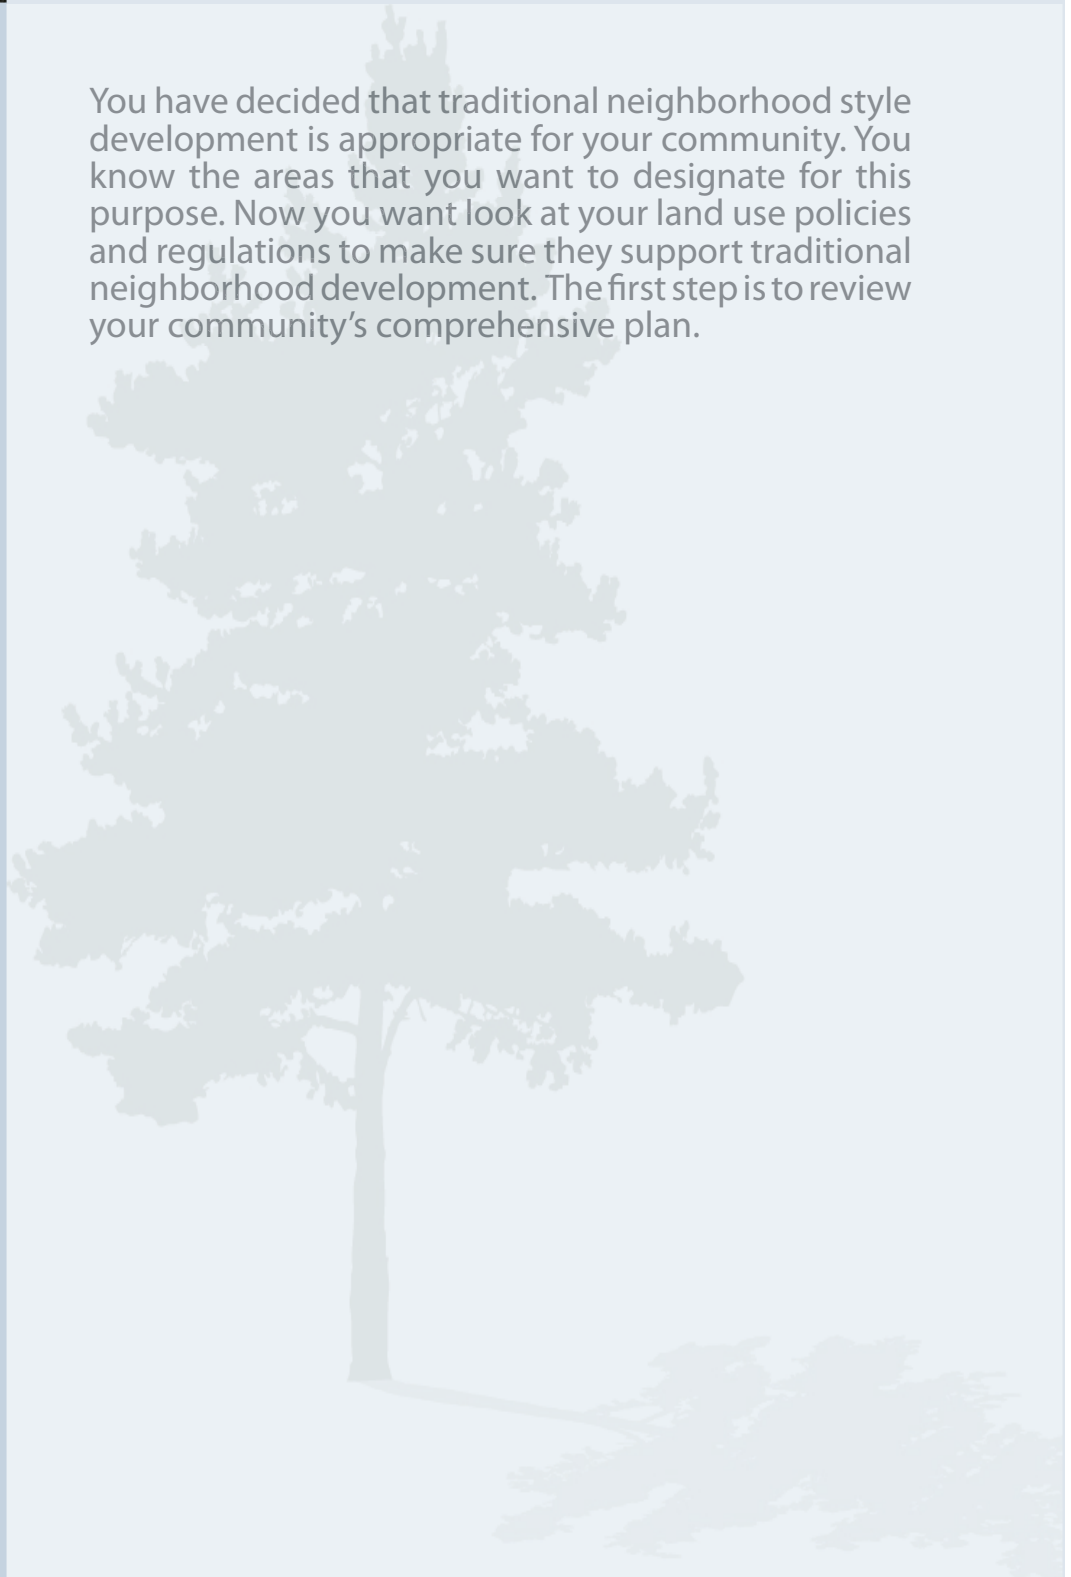 You have decided that traditional neighborhood style
development is appropriate for your community. You
know the areas that you want to designate for this
purpose. Now you want look at your land use policies
and regulations to make sure they support traditional
neighborhood development. The first step is to review
your community’s comprehensive plan.